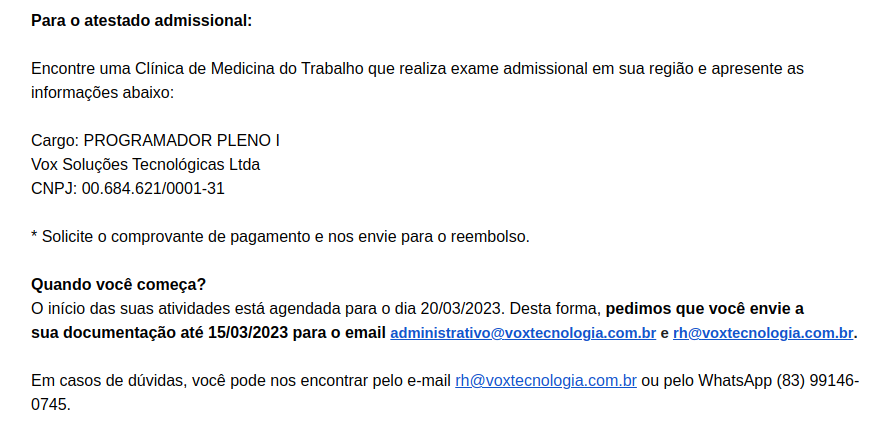 Para o atestado admissional:
Encontre uma Clínica de Medicina do Trabalho que realiza exame admissional em sua região e apresente as
informações abaixo:
Cargo: PROGRAMADOR PLENO I
Vox Soluções Tecnológicas Ltda
CNPJ: 00.684.621/0001-31
* Solicite o comprovante de pagamento e nos envie para o reembolso.
Quando você começa?
O início das suas atividades está agendada para o dia 20/03/2023. Desta forma, pedimos que você envie a
sua documentação até 15/03/2023 para o email administrativo@voxtecnologia.com.br e rh@voxtecnologia.com.br.
Em casos de dúvidas, você pode nos encontrar pelo e-mail rh@voxtecnologia.com.br ou pelo WhatsApp (83) 99146-
0745.